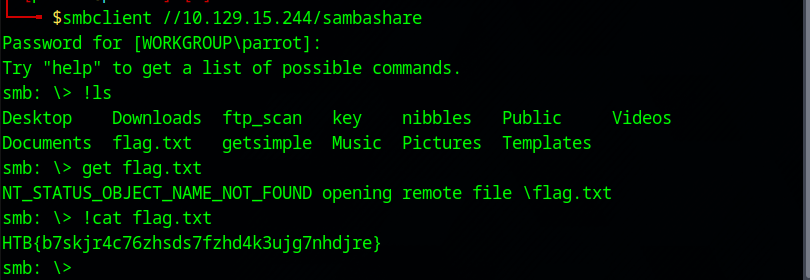 $smbclient //10.129.15.244/sambashare
Password for [WORKGROUP\parrot]:
Try "help" to get a list of possible commands.
smb: \> !ls
Desktop    Downloads  ftp_scan   key    nibbles   Public     Videos
Documents  flag.txt   getsimple  Music  Pictures  Templates
smb: \> get flag.txt
NT_STATUS_OBJECT_NAME_NOT_FOUND opening remote file \flag.txt
smb: \> !cat flag.txt
HTB{b7skjr4c76zhsds7fzhd4k3ujg7nhdjre}
smb: \>